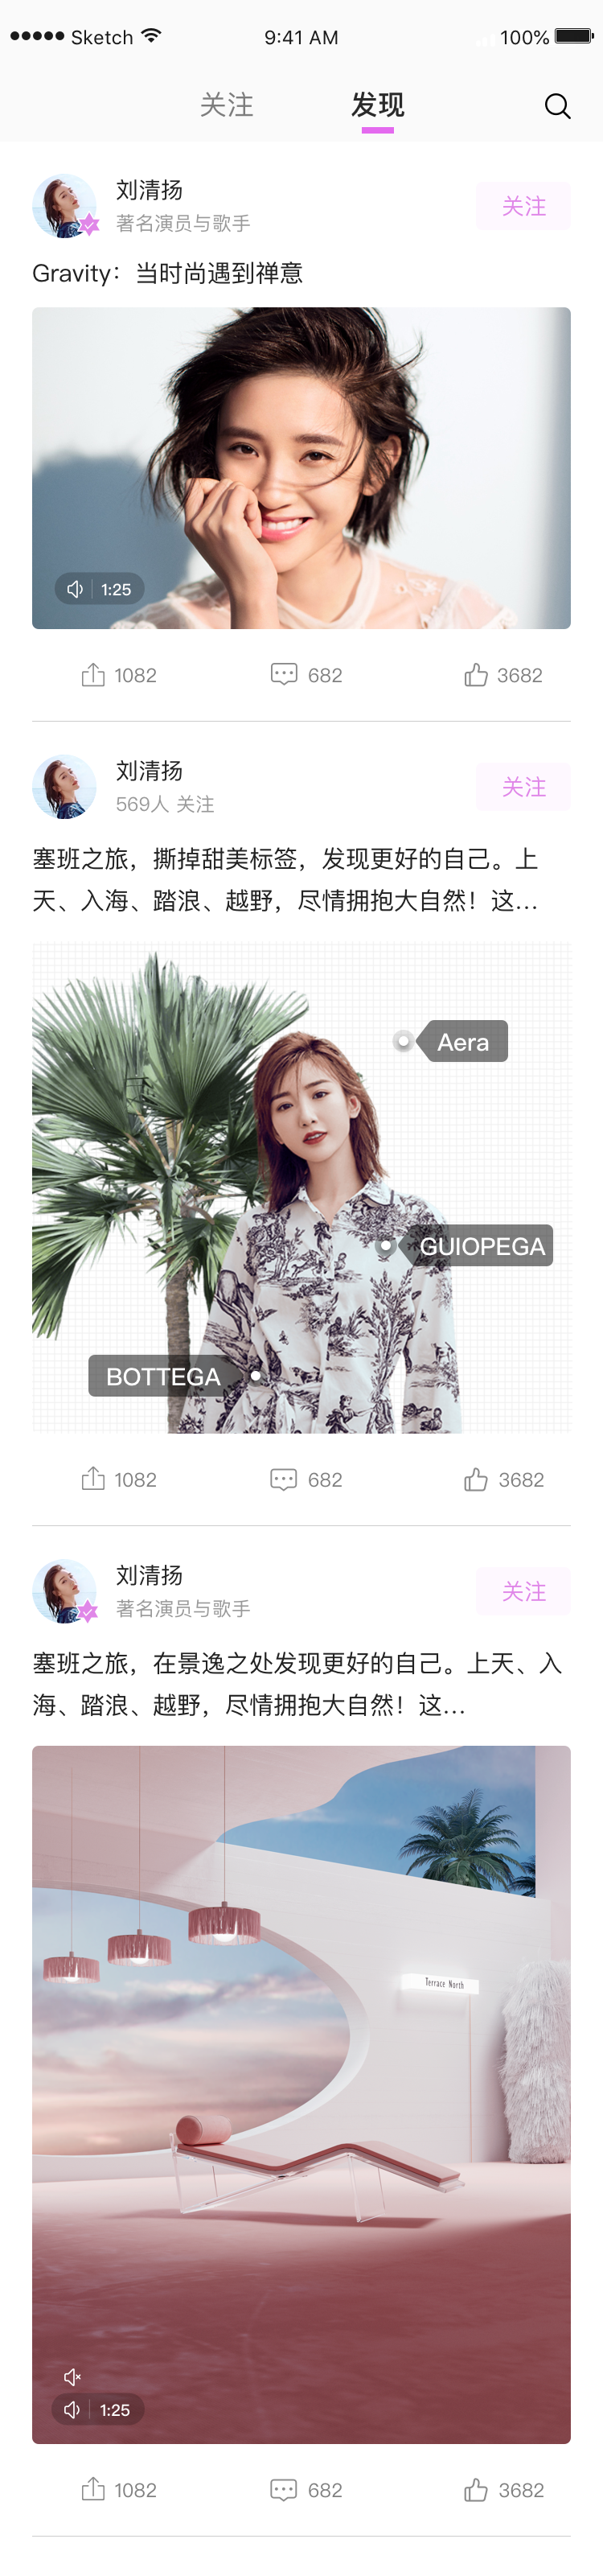 Sketch 9:41 AM 100%
关注 发现
刘清扬
著名演员与歌手
关注
Gravity：当时尚遇到禅意
1:25
1082 682 3682
刘清扬
569人 关注
关注
塞班之旅，撕掉甜美标签，发现更好的自己。上
天、入海、踏浪、越野，尽情拥抱大自然！这...
Aera
GUIOPEGA
BOTTEGA
1082 682 3682
刘清扬
著名演员与歌手
关注
塞班之旅，在景逸之处发现更好的自己。上天、入
海、踏浪、越野，尽情拥抱大自然！这...
Terrace North
1:25
1082 682 3682